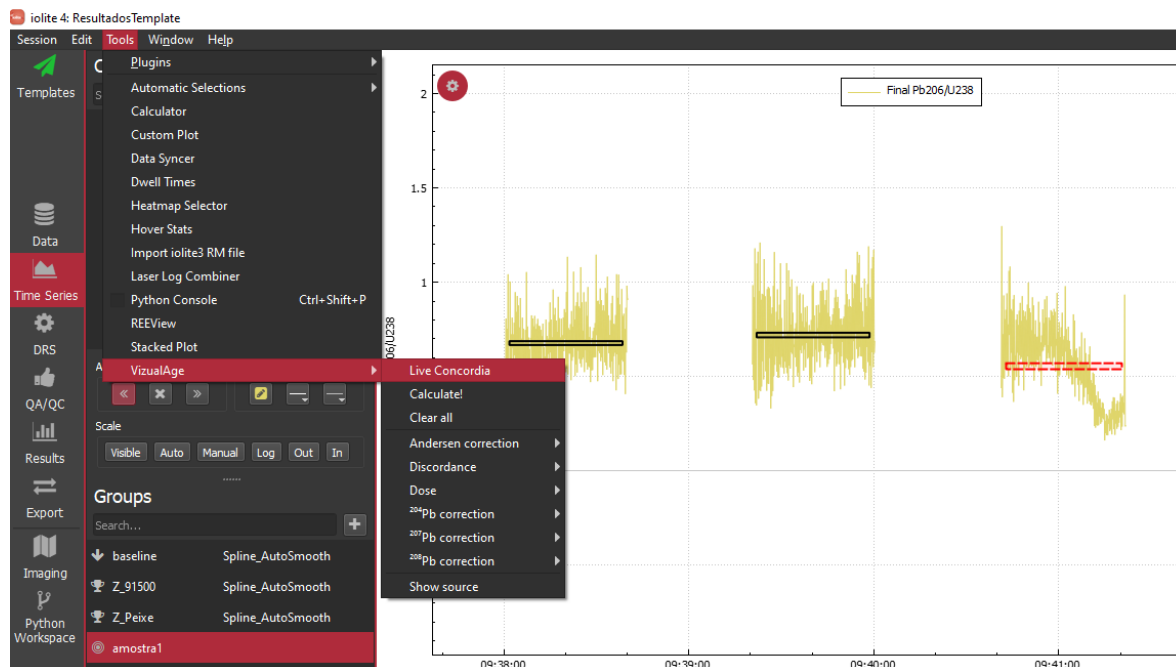 iolite 4: ResultadosTemplate
Session Edit Tools Window Help
Templates
Data
Time Series
DRS
QA/QC
Results
Export
Imaging
Python
Workspace
Plugins
Automatic Selections
Calculator
Custom Plot
Data Syncer
Dwell Times
Heatmap Selector
Hover Stats
Import iolite3 RM file
Laser Log Combiner
Python Console Ctrl+Shift+P
REEView
Stacked Plot
VizualAge
Live Concordia
Calculate!
Clear all
Andersen correction
Discordance
Dose
²⁰⁴Pb correction
²⁰⁷Pb correction
²⁰⁸Pb correction
Show source
Scale
Visible Auto Manual Log Out In
Groups
Search...
baseline Spline_AutoSmooth
Z_91500 Spline_AutoSmooth
Z_Peixe Spline_AutoSmooth
amostra1
Final Pb206/U238
2
1.5
1
06/U238
09:38:00 09:39:00 09:40:00 09:41:00